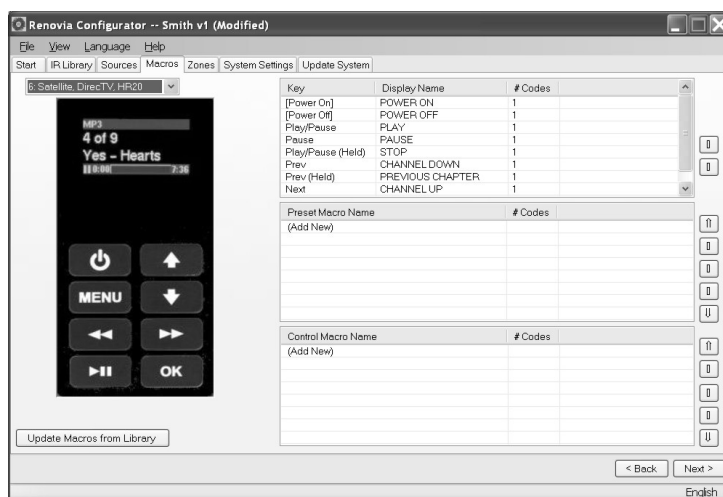 Renovia Configurator -- Smith v1 (Modified)
File View Language Help
Start IR Library Sources Macros Zones System Settings Update System
6: Satellite, DirecTV, HR20
MP3
4 of 9
Yes - Hearts
0:00 7:36
MENU
OK
Update Macros from Library
Key Display Name # Codes
[Power On] POWER ON 1
[Power Off] POWER OFF 1
Play/Pause PLAY 1
Pause PAUSE 1
Play/Pause (Held) STOP 1
Prev CHANNEL DOWN 1
Prev (Held) PREVIOUS CHAPTER 1
Next CHANNEL UP 1
Preset Macro Name # Codes
(Add New)
Control Macro Name # Codes
(Add New)
< Back Next >
English